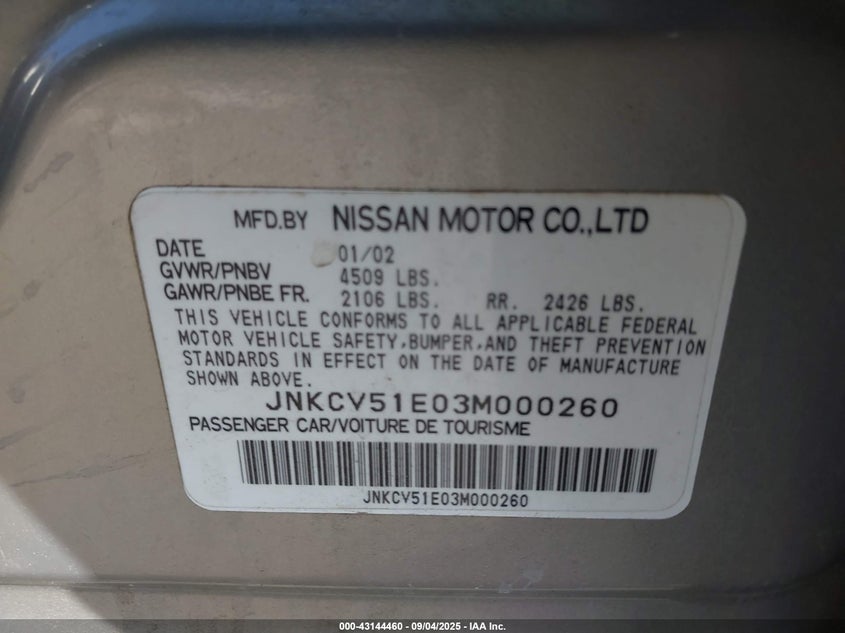 MFD.BY NISSAN MOTOR CO.,LTD
DATE 01/02
GVWR/PNBV 4509 LBS.
GAWR/PNBE FR. 2106 LBS. RR. 2426 LBS.
THIS VEHICLE CONFORMS TO ALL APPLICABLE FEDERAL
MOTOR VEHICLE SAFETY,BUMPER,AND THEFT PREVENTION
STANDARDS IN EFFECT ON THE DATE OF MANUFACTURE
SHOWN ABOVE.
JNKCV51E03M000260
PASSENGER CAR/VOITURE DE TOURISME
JNKCV51E03M000260
000-43144460 - 09/04/2025 - IAA Inc.